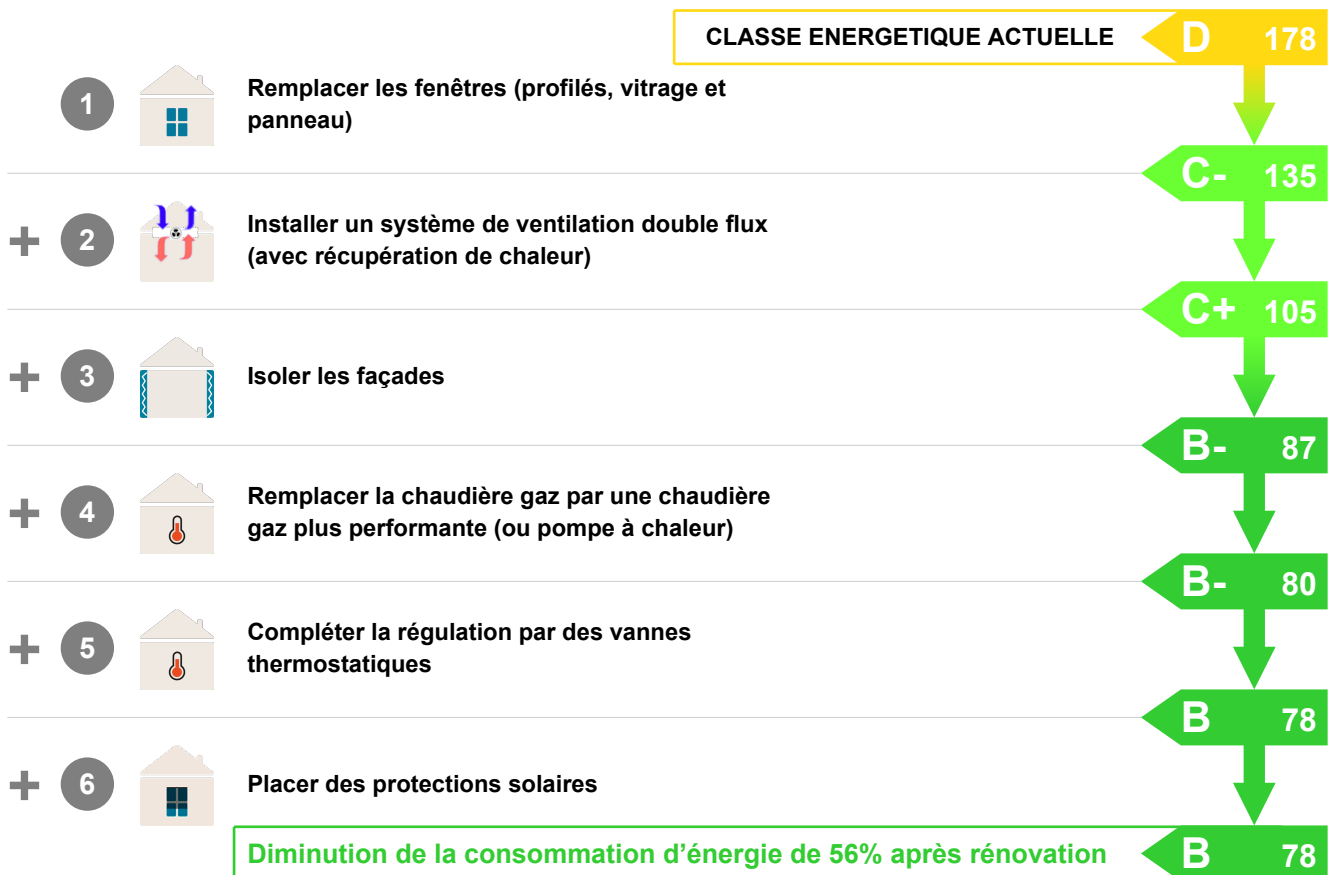 CLASSE ENERGETIQUE ACTUELLE D 178
1 Remplacer les fenêtres (profilés, vitrage et
panneau)
C- 135
+ 2 Installer un système de ventilation double flux
(avec récupération de chaleur)
C+ 105
+ 3 Isoler les façades
B- 87
+ 4 Remplacer la chaudière gaz par une chaudière
gaz plus performante (ou pompe à chaleur)
B- 80
+ 5 Compléter la régulation par des vannes
thermostatiques
B 78
+ 6 Placer des protections solaires
Diminution de la consommation d’énergie de 56% après rénovation B 78